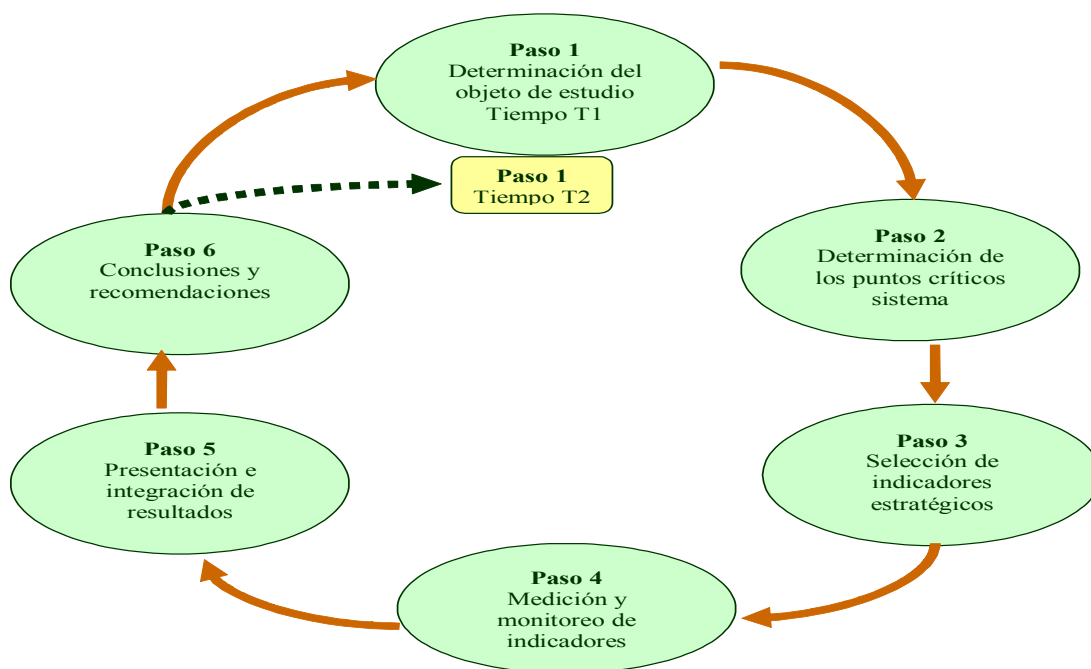 Paso 1
Determinación del
objeto de estudio
Tiempo T1
Paso 1
Tiempo T2
Paso 2
Determinación de
los puntos críticos
sistema
Paso 3
Selección de
indicadores
estratégicos
Paso 4
Medición y
monitoreo de
indicadores
Paso 5
Presentación e
integración de
resultados
Paso 6
Conclusiones y
recomendaciones